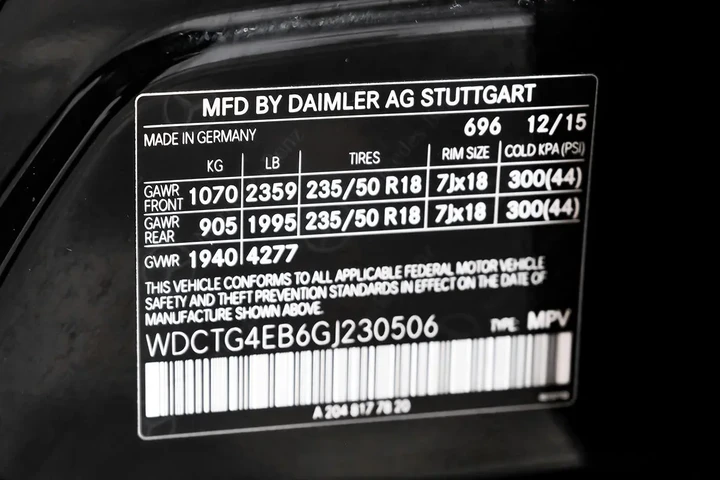 MFD BY DAIMLER AG STUTTGART
MADE IN GERMANY 696 12/15
KG LB TIRES RIM SIZE COLD KPA (PSI)
GAWR FRONT 1070 2359 235/50 R18 7Jx18 300(44)
GAWR REAR 905 1995 235/50 R18 7Jx18 300(44)
GVWR 1940 4277
THIS VEHICLE CONFORMS TO ALL APPLICABLE FEDERAL MOTOR VEHICLE
SAFETY AND THEFT PREVENTION STANDARDS IN EFFECT ON THE DATE OF
MANUFACTURE SHOWN ABOVE.
WDCTG4EB6GJ230506 TYPE: MPV
A 204 817 78 20